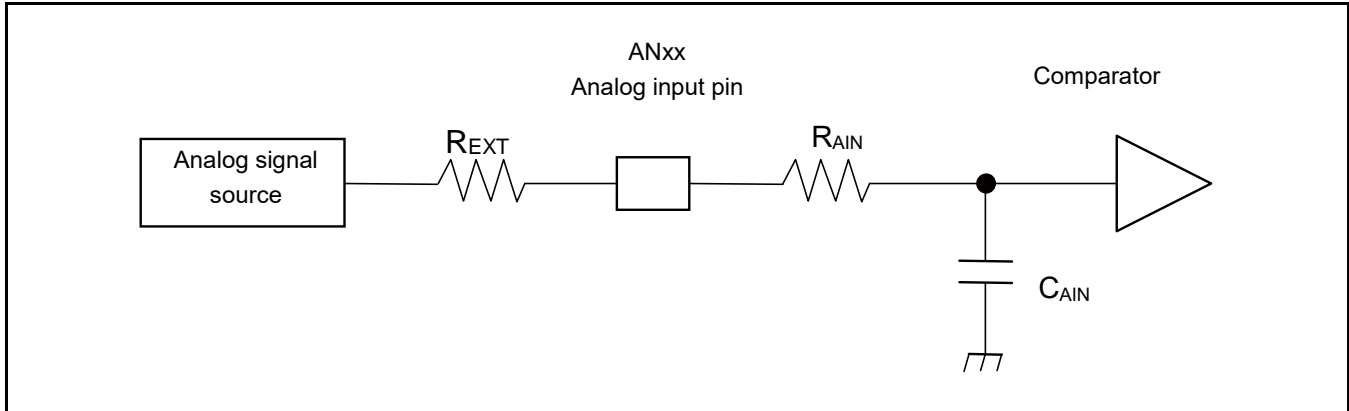 ANxx
Analog input pin
Comparator
Analog signal
source
REXT
RAIN
CAIN